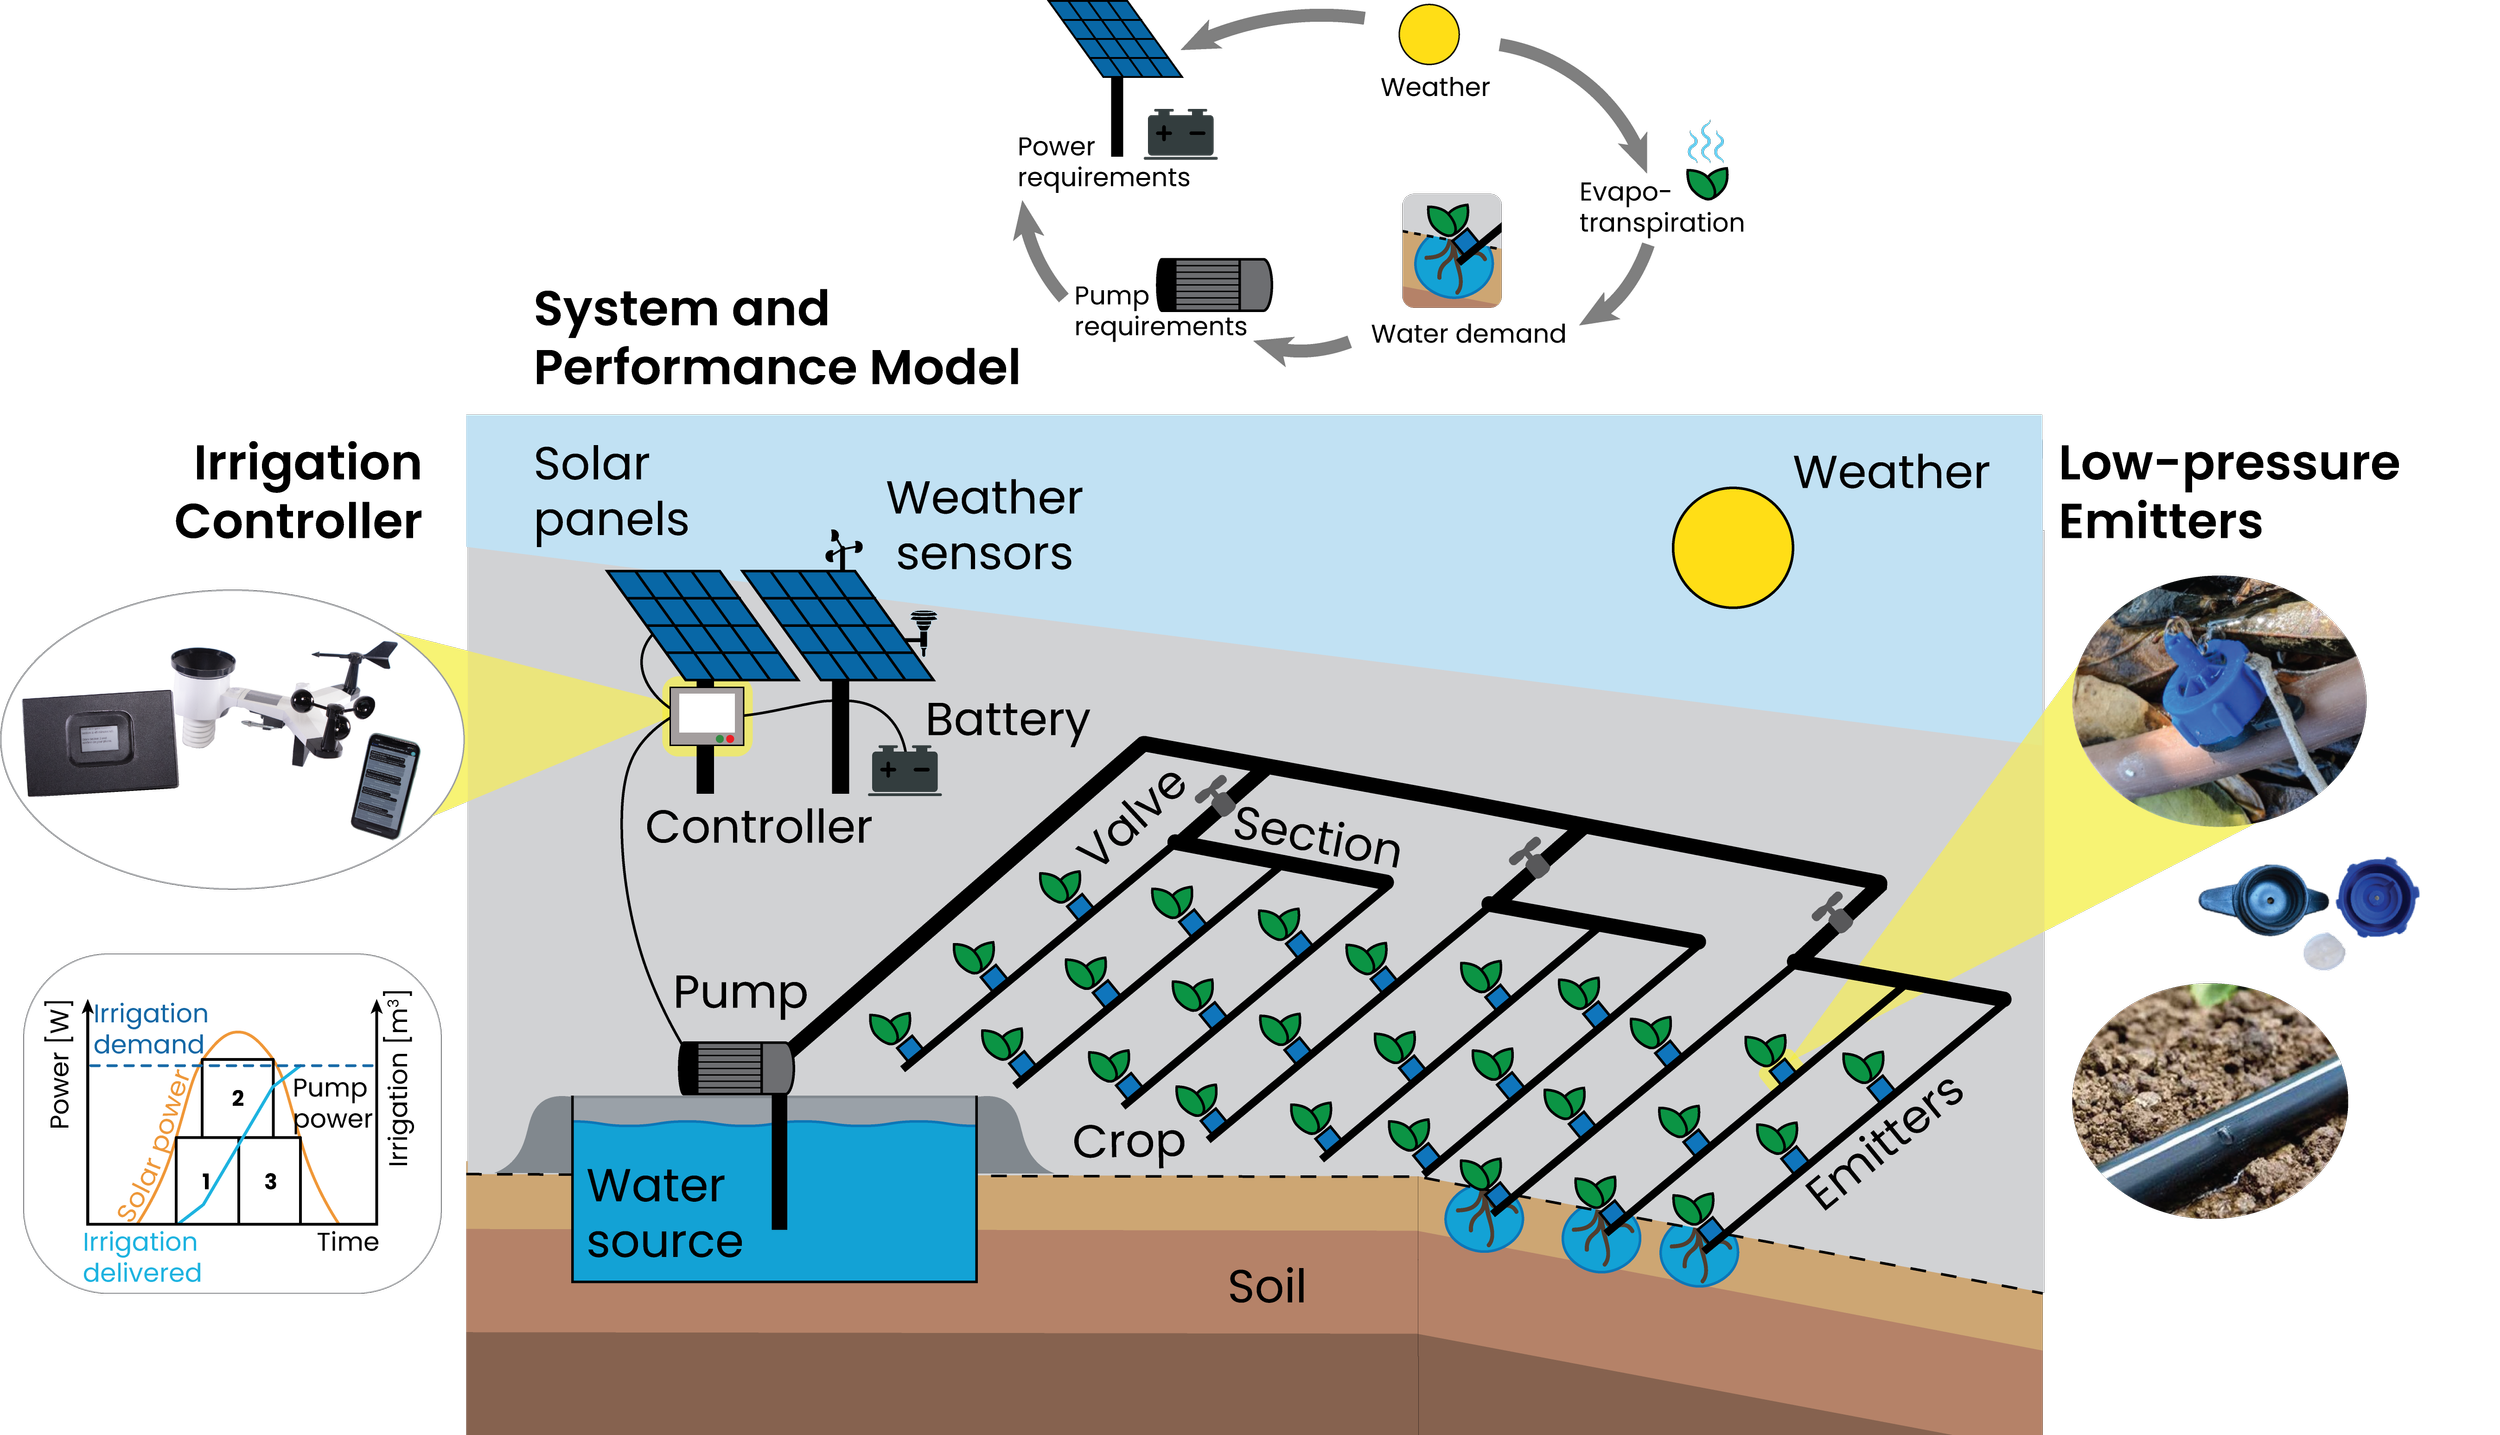 Weather
Power
requirements
Evapo-
transpiration
Pump
requirements
Water demand
System and
Performance Model
Irrigation
Controller
Solar
panels
Weather
sensors
Weather
Low-pressure
Emitters
Battery
Controller
Valve
Section
Pump
Crop
Emitters
Water
source
Soil
Power [W]
Irrigation
demand
Irrigation [m³]
Solar power
2
Pump
power
1
3
Irrigation
delivered
Time